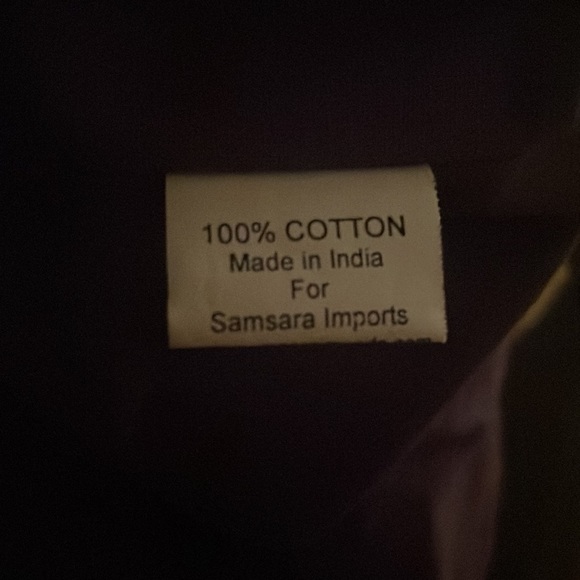 100% COTTON
Made in India
For
Samsara Imports